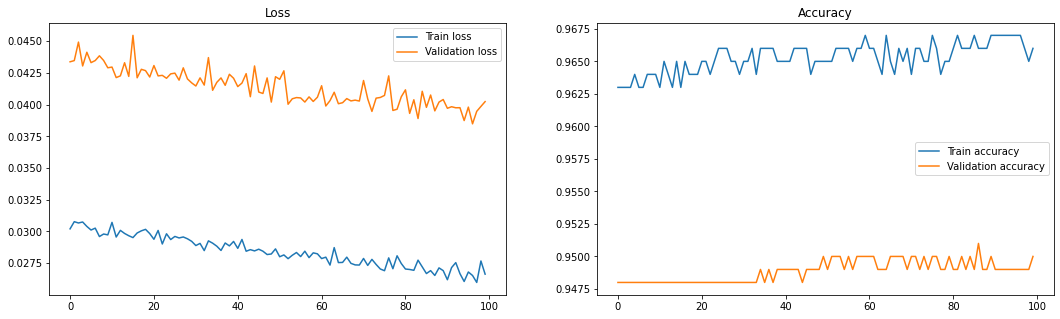 Loss
0.0450
0.0425
0.0400
0.0375
0.0350
0.0325
0.0300
0.0275
0 20 40 60 80 100
Train loss
Validation loss
Accuracy
0.9675
0.9650
0.9625
0.9600
0.9575
0.9550
0.9525
0.9500
0.9475
0 20 40 60 80 100
Train accuracy
Validation accuracy